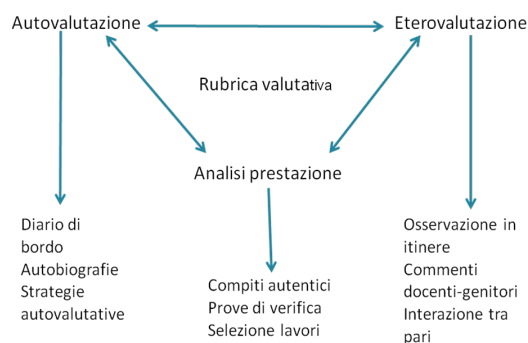 Autovalutazione
Eterovalutazione
Rubrica valutativa
Analisi prestazione
Diario di
bordo
Autobiografie
Strategie
autovalutative
Compiti autentici
Prove di verifica
Selezione lavori
Osservazione in
itinere
Commenti
docenti-genitori
Interazione tra
pari